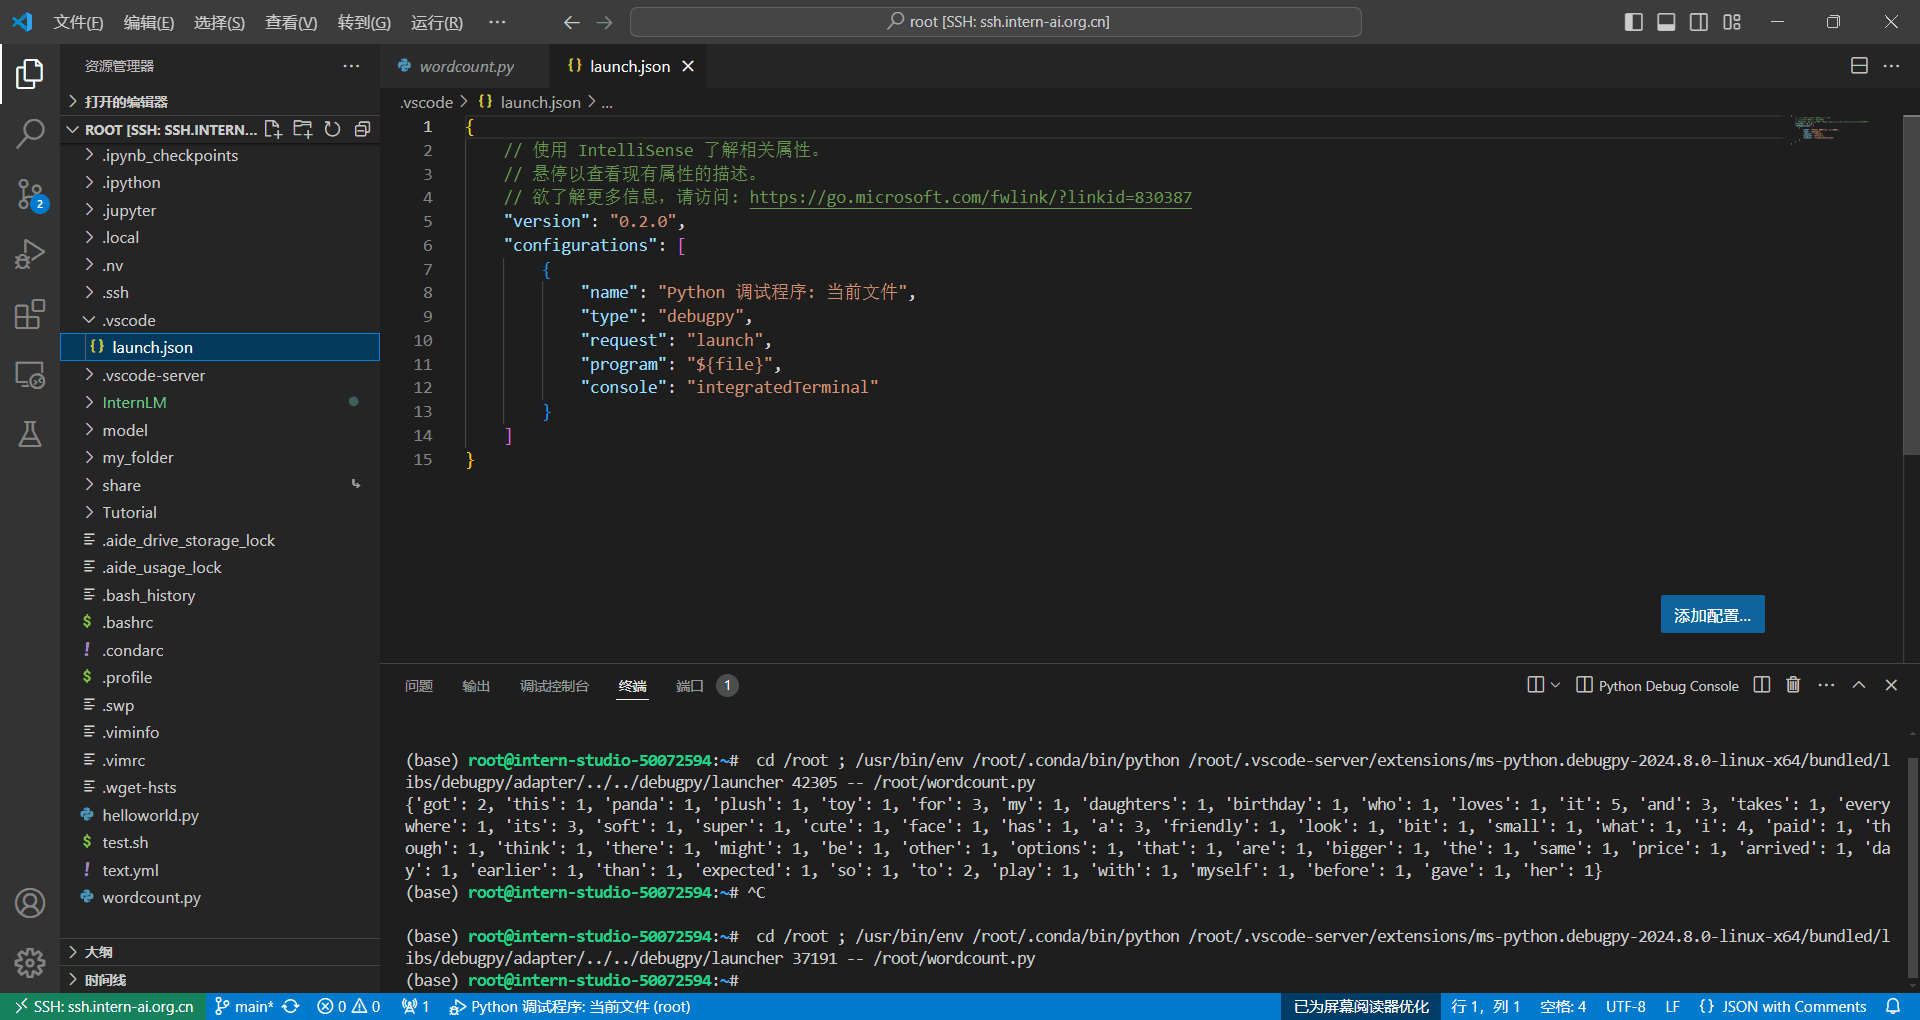 文件(F) 编辑(E) 选择(S) 查看(V) 转到(G) 运行(R) ··· root [SSH: ssh.intern-ai.org.cn]
资源管理器
打开的编辑器
ROOT [SSH: SSH.INTERN...
.ipynb_checkpoints
.ipython
.jupyter
.local
.nv
.ssh
.vscode
launch.json
.vscode-server
InternLM
model
my_folder
share
Tutorial
.aide_drive_storage_lock
.aide_usage_lock
.bash_history
.bashrc
.condarc
.profile
.swp
.viminfo
.vimrc
.wget-hsts
helloworld.py
test.sh
text.yml
wordcount.py
大纲
时间线
2
wordcount.py {} launch.json
.vscode > {} launch.json > ...
1 {
2 // 使用 IntelliSense 了解相关属性。
3 // 悬停以查看现有属性的描述。
4 // 欲了解更多信息，请访问: https://go.microsoft.com/fwlink/?linkid=830387
5 "version": "0.2.0",
6 "configurations": [
7 {
8 "name": "Python 调试程序: 当前文件",
9 "type": "debugpy",
10 "request": "launch",
11 "program": "${file}",
12 "console": "integratedTerminal"
13 }
14 ]
15 }
添加配置...
问题 输出 调试控制台 终端 端口 1 Python Debug Console
(base) root@intern-studio-50072594:~# cd /root ; /usr/bin/env /root/.conda/bin/python /root/.vscode-server/extensions/ms-python.debugpy-2024.8.0-linux-x64/bundled/l
ibs/debugpy/adapter/../../debugpy/launcher 42305 -- /root/wordcount.py
{'got': 2, 'this': 1, 'panda': 1, 'plush': 1, 'toy': 1, 'for': 3, 'my': 1, 'daughters': 1, 'birthday': 1, 'who': 1, 'loves': 1, 'it': 5, 'and': 3, 'takes': 1, 'every
where': 1, 'its': 3, 'soft': 1, 'super': 1, 'cute': 1, 'face': 1, 'has': 1, 'a': 3, 'friendly': 1, 'look': 1, 'bit': 1, 'small': 1, 'what': 1, 'i': 4, 'paid': 1, 'th
ough': 1, 'think': 1, 'there': 1, 'might': 1, 'be': 1, 'other': 1, 'options': 1, 'that': 1, 'are': 1, 'bigger': 1, 'the': 1, 'same': 1, 'price': 1, 'arrived': 1, 'da
y': 1, 'earlier': 1, 'than': 1, 'expected': 1, 'so': 1, 'to': 2, 'play': 1, 'with': 1, 'myself': 1, 'before': 1, 'gave': 1, 'her': 1}
(base) root@intern-studio-50072594:~# ^C
(base) root@intern-studio-50072594:~# cd /root ; /usr/bin/env /root/.conda/bin/python /root/.vscode-server/extensions/ms-python.debugpy-2024.8.0-linux-x64/bundled/l
ibs/debugpy/adapter/../../debugpy/launcher 37191 -- /root/wordcount.py
(base) root@intern-studio-50072594:~#
SSH: ssh.intern-ai.org.cn main* 0 0 1 Python 调试程序: 当前文件 (root) 已为屏幕阅读器优化 行 1，列 1 空格: 4 UTF-8 LF {} JSON with Comments